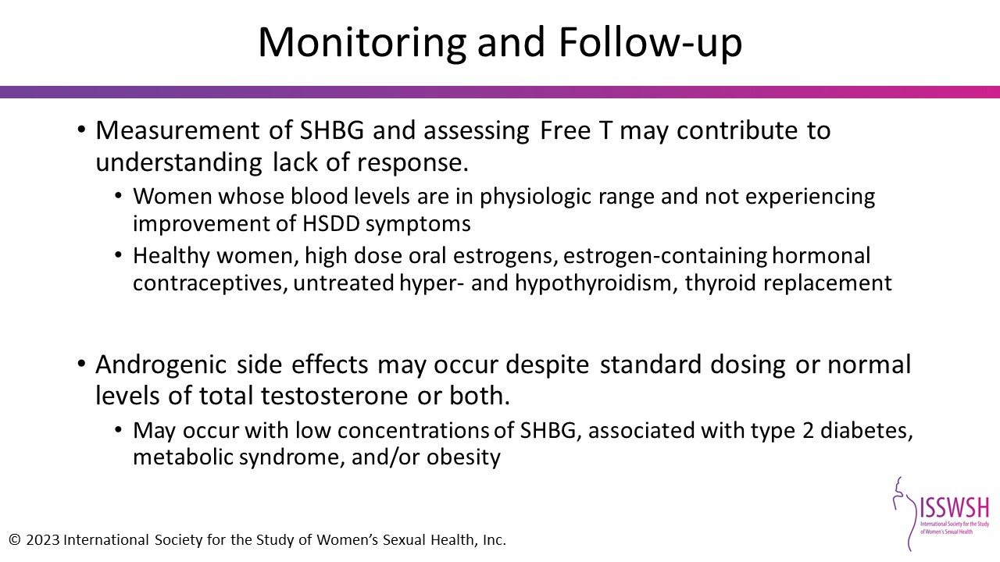 Monitoring and Follow-up
• Measurement of SHBG and assessing Free T may contribute to
understanding lack of response.
• Women whose blood levels are in physiologic range and not experiencing
improvement of HSDD symptoms
• Healthy women, high dose oral estrogens, estrogen-containing hormonal
contraceptives, untreated hyper- and hypothyroidism, thyroid replacement
• Androgenic side effects may occur despite standard dosing or normal
levels of total testosterone or both.
• May occur with low concentrations of SHBG, associated with type 2 diabetes,
metabolic syndrome, and/or obesity
ISSWSH
International Society for the Study
of Women's Sexual Health
© 2023 International Society for the Study of Women’s Sexual Health, Inc.